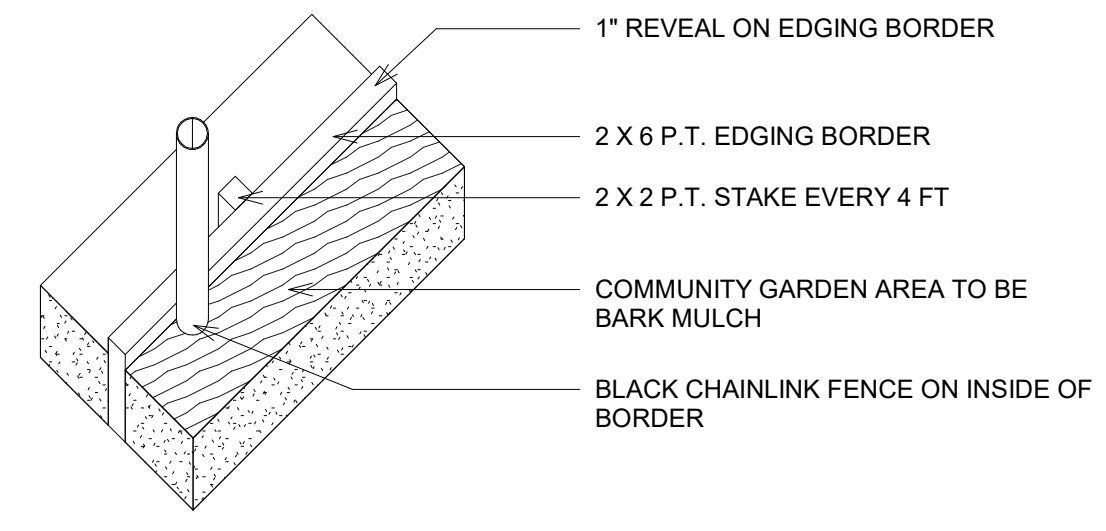 1" REVEAL ON EDGING BORDER
2 X 6 P.T. EDGING BORDER
2 X 2 P.T. STAKE EVERY 4 FT
COMMUNITY GARDEN AREA TO BE
BARK MULCH
BLACK CHAINLINK FENCE ON INSIDE OF
BORDER